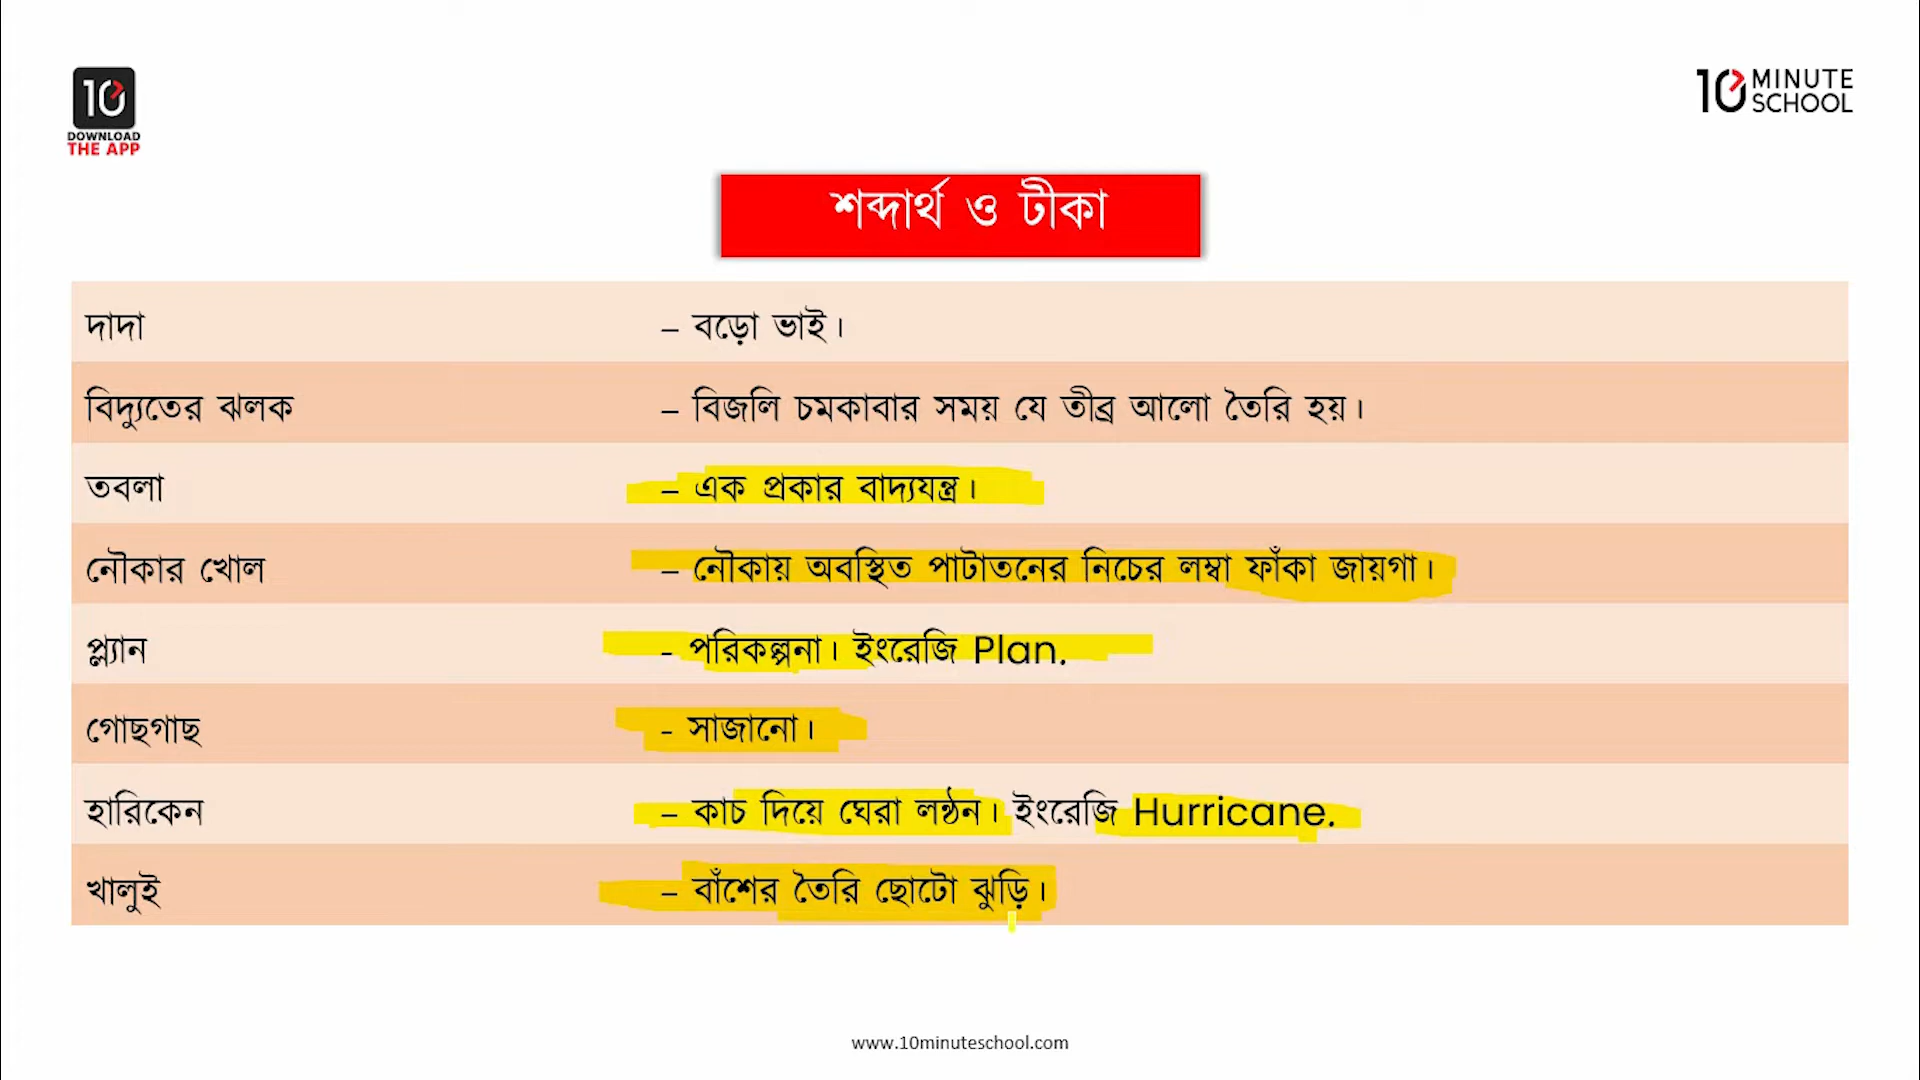 10
DOWNLOAD
THE APP
10 MINUTE
SCHOOL
শব্দার্থ ও টীকা
দাদা – বড়ো ভাই।
বিদ্যুতের ঝলক – বিজলি চমকাবার সময় যে তীব্র আলো তৈরি হয়।
তবলা – এক প্রকার বাদ্যযন্ত্র।
নৌকার খোল – নৌকায় অবস্থিত পাটাতনের নিচের লম্বা ফাঁকা জায়গা।
প্ল্যান - পরিকল্পনা। ইংরেজি Plan.
গোছগাছ - সাজানো।
হারিকেন – কাচ দিয়ে ঘেরা লন্ঠন। ইংরেজি Hurricane.
খালুই – বাঁশের তৈরি ছোটো ঝুড়ি।
www.10minuteschool.com